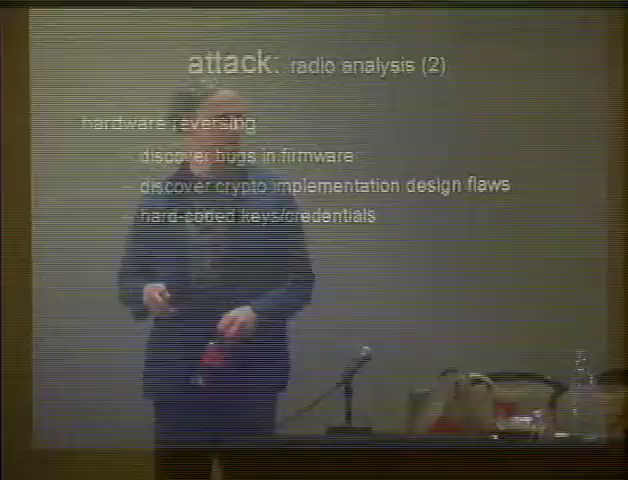 attack: radio analysis (2)
hardware reversing
– discover bugs in firmware
– discover crypto implementation design flaws
– hard-coded keys/credentials